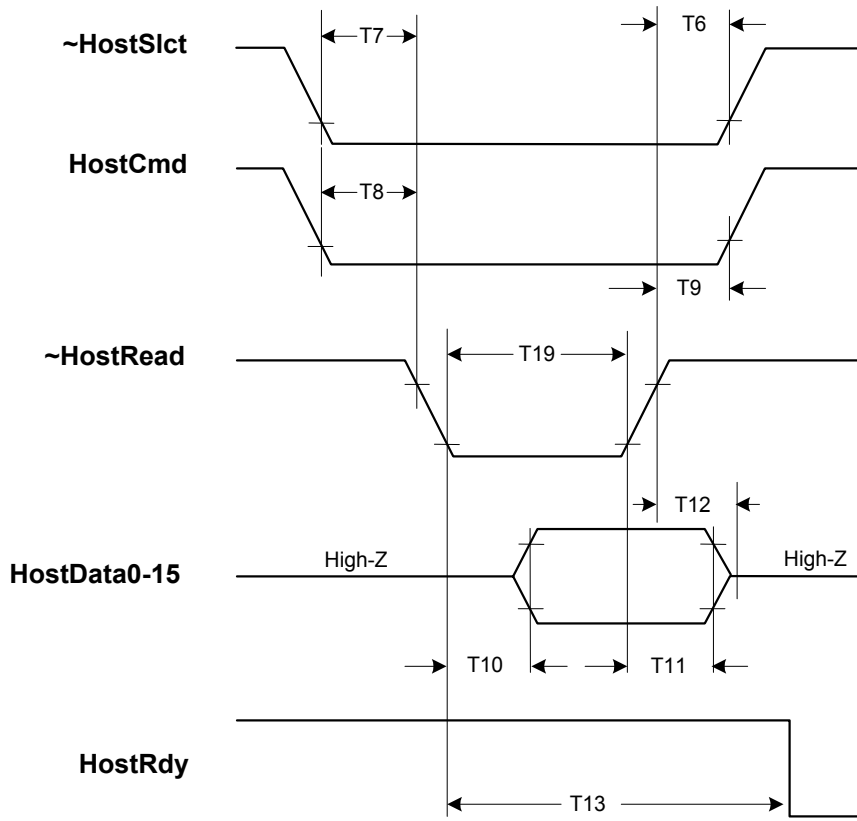 ~HostSlct
T7
T6
HostCmd
T8
T9
~HostRead
T19
T12
HostData0-15
High-Z
High-Z
T10
T11
HostRdy
T13